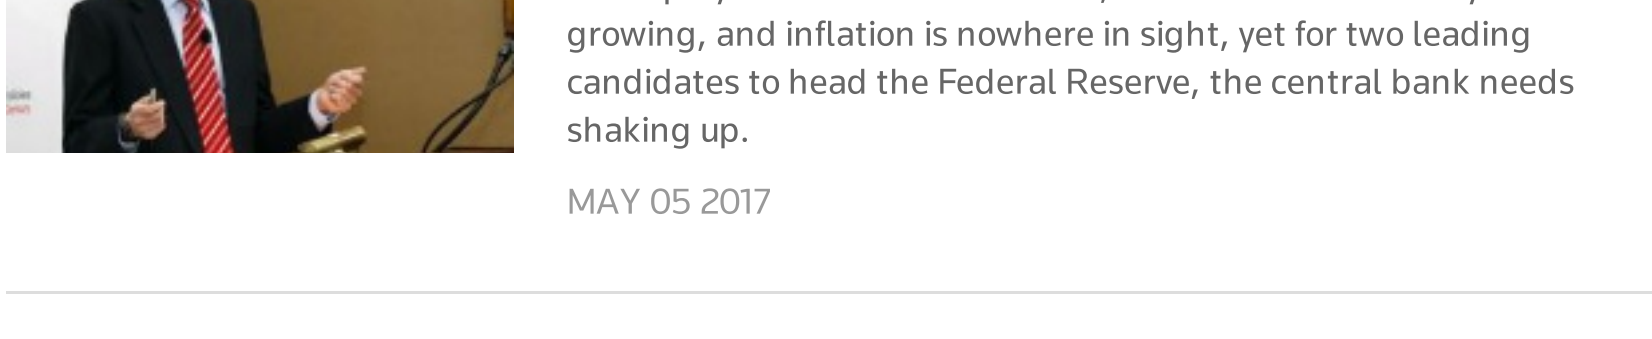 growing, and inflation is nowhere in sight, yet for two leading
candidates to head the Federal Reserve, the central bank needs
shaking up.
MAY 05 2017